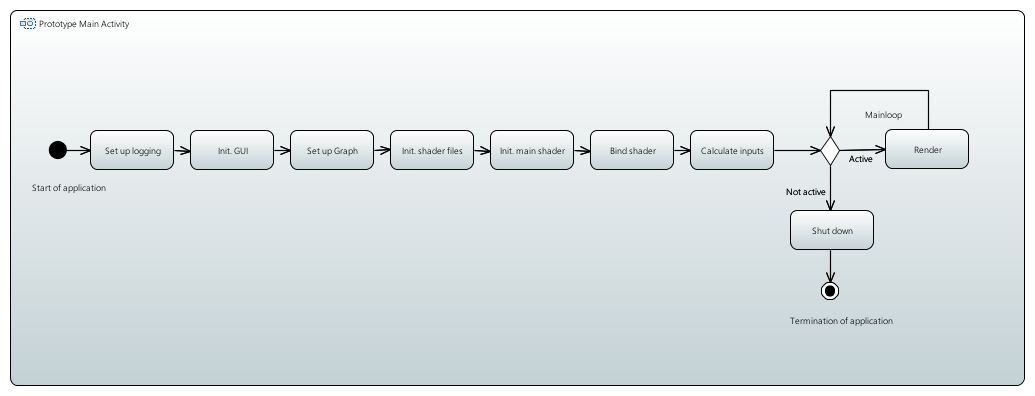 Prototype Main Activity
Mainloop
Set up logging
Init. GUI
Set up Graph
Init. shader files
Init. main shader
Bind shader
Calculate inputs
Active
Render
Start of application
Not active
Shut down
Termination of application